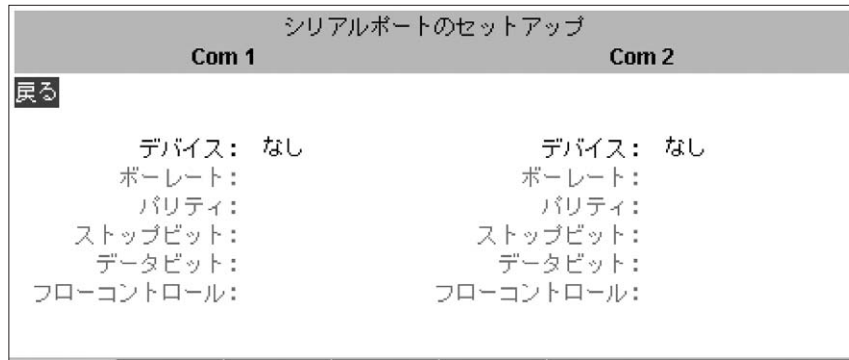 シリアルポートのセットアップ
Com 1 Com 2
戻る
デバイス: なし デバイス: なし
ボーレート: ボーレート:
パリティ: パリティ:
ストップビット: ストップビット:
データビット: データビット:
フローコントロール: フローコントロール: